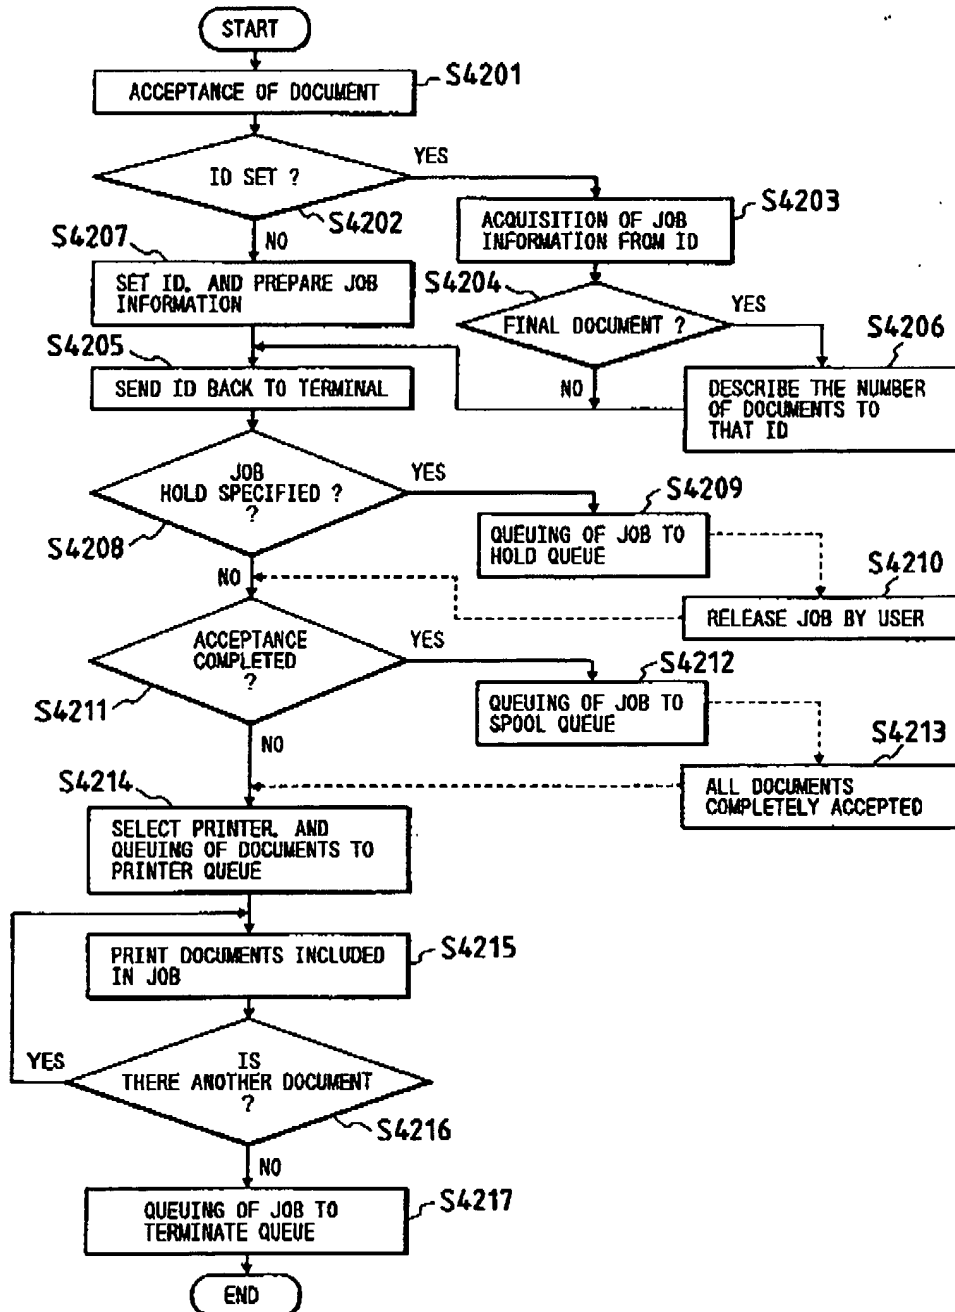 START
ACCEPTANCE OF DOCUMENT
S4201
ID SET ?
YES
S4202
NO
ACQUISITION OF JOB
INFORMATION FROM ID
S4203
S4207
SET ID, AND PREPARE JOB
INFORMATION
S4204
FINAL DOCUMENT ?
YES
NO
S4206
DESCRIBE THE NUMBER
OF DOCUMENTS TO
THAT ID
S4205
SEND ID BACK TO TERMINAL
JOB
HOLD SPECIFIED ?
?
YES
S4208
NO
S4209
QUEUING OF JOB TO
HOLD QUEUE
S4210
RELEASE JOB BY USER
ACCEPTANCE
COMPLETED
?
YES
S4211
NO
S4212
QUEUING OF JOB TO
SPOOL QUEUE
S4213
ALL DOCUMENTS
COMPLETELY ACCEPTED
S4214
SELECT PRINTER, AND
QUEUING OF DOCUMENTS TO
PRINTER QUEUE
PRINT DOCUMENTS INCLUDED
IN JOB
S4215
YES
IS
THERE ANOTHER DOCUMENT
?
S4216
NO
QUEUING OF JOB TO
TERMINATE QUEUE
S4217
END